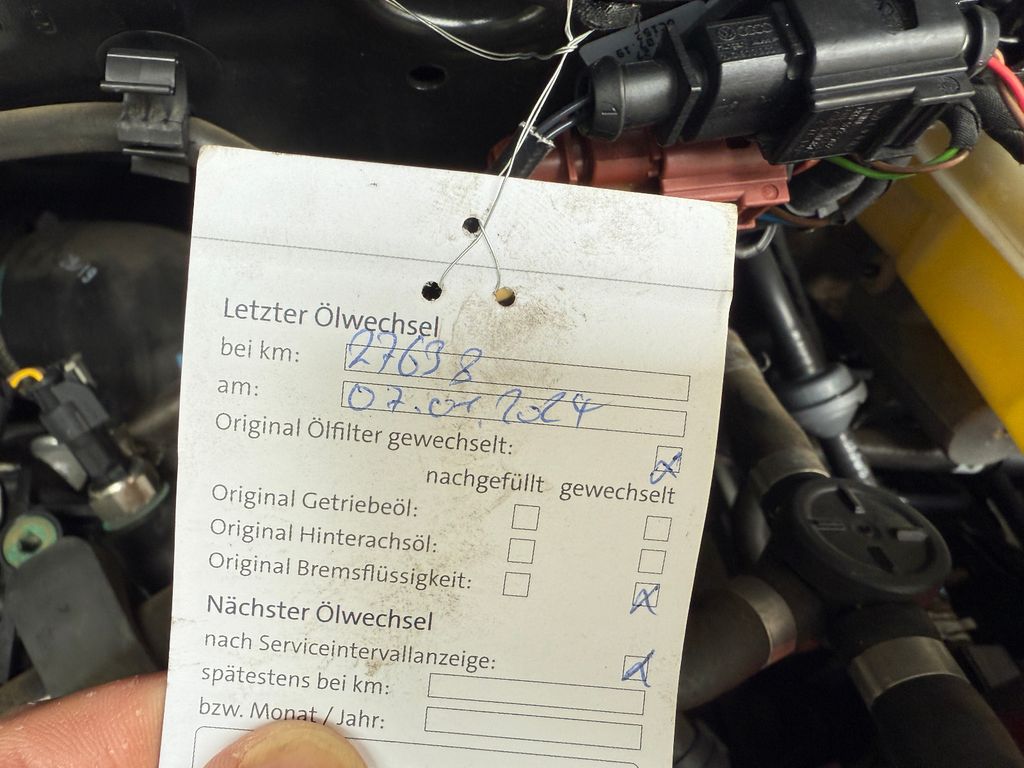 Letzter Ölwechsel
bei km: 27698
am: 07.01.2024
Original Ölfilter gewechselt:
nachgefüllt gewechselt
Original Getriebeöl:
Original Hinterachsöl:
Original Bremsflüssigkeit:
Nächster Ölwechsel
nach Serviceintervallanzeige:
spätestens bei km:
bzw. Monat / Jahr: